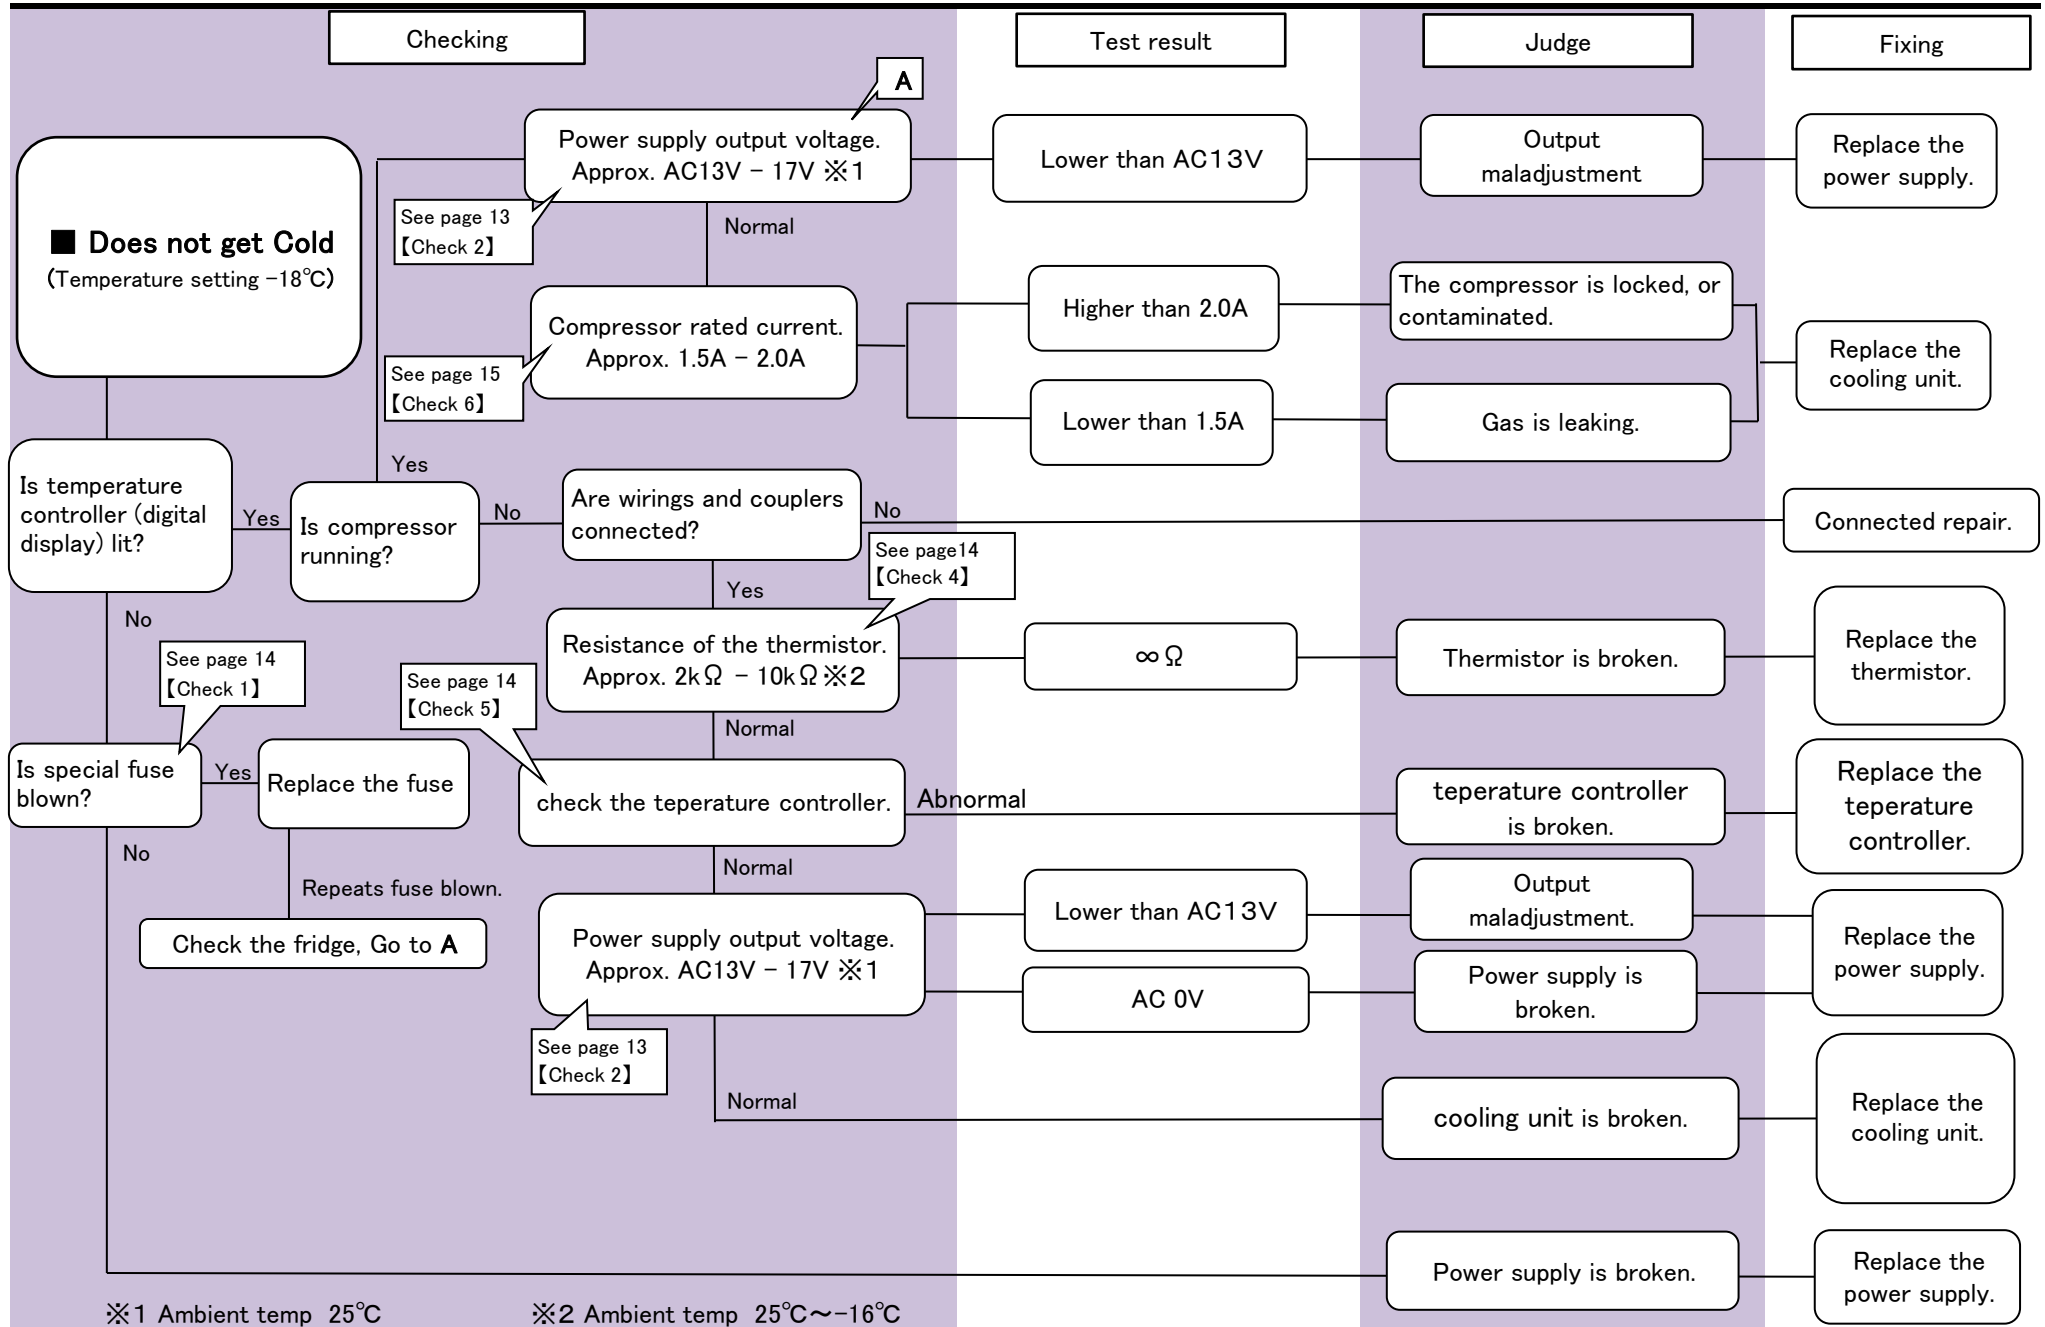 Checking
Test result
Judge
Fixing
A
Power supply output voltage.
Approx. AC13V - 17V ※1
Lower than AC13V
Output
maladjustment
Replace the
power supply.
See page 13
【Check 2】
Normal
■ Does not get Cold
(Temperature setting -18℃)
Compressor rated current.
Approx. 1.5A - 2.0A
See page 15
【Check 6】
Higher than 2.0A
The compressor is locked, or
contaminated.
Lower than 1.5A
Gas is leaking.
Replace the
cooling unit.
Is temperature
controller (digital
display) lit?
Yes
Is compressor
running?
Yes
No
Are wirings and couplers
connected?
No
Connected repair.
See page14
【Check 4】
Yes
Resistance of the thermistor.
Approx. 2kΩ - 10kΩ※2
∞Ω
Thermistor is broken.
Replace the
thermistor.
No
See page 14
【Check 1】
See page 14
【Check 5】
Normal
Is special fuse
blown?
Yes
Replace the fuse
check the teperature controller.
Abnormal
teperature controller
is broken.
Replace the
teperature
controller.
No
Repeats fuse blown.
Check the fridge, Go to A
Normal
Power supply output voltage.
Approx. AC13V - 17V ※1
Lower than AC13V
Output
maladjustment.
AC 0V
Power supply is
broken.
Replace the
power supply.
See page 13
【Check 2】
Normal
cooling unit is broken.
Replace the
cooling unit.
Power supply is broken.
Replace the
power supply.
※1 Ambient temp 25℃
※2 Ambient temp 25℃～-16℃